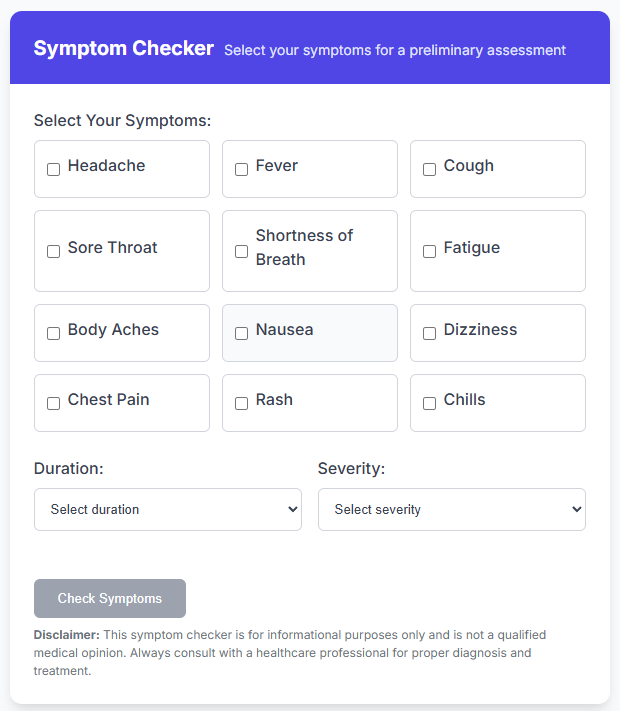 Symptom Checker Select your symptoms for a preliminary assessment
Select Your Symptoms:
Headache
Fever
Cough
Sore Throat
Shortness of
Breath
Fatigue
Body Aches
Nausea
Dizziness
Chest Pain
Rash
Chills
Duration:
Severity:
Select duration
Select severity
Check Symptoms
Disclaimer: This symptom checker is for informational purposes only and is not a qualified
medical opinion. Always consult with a healthcare professional for proper diagnosis and
treatment.